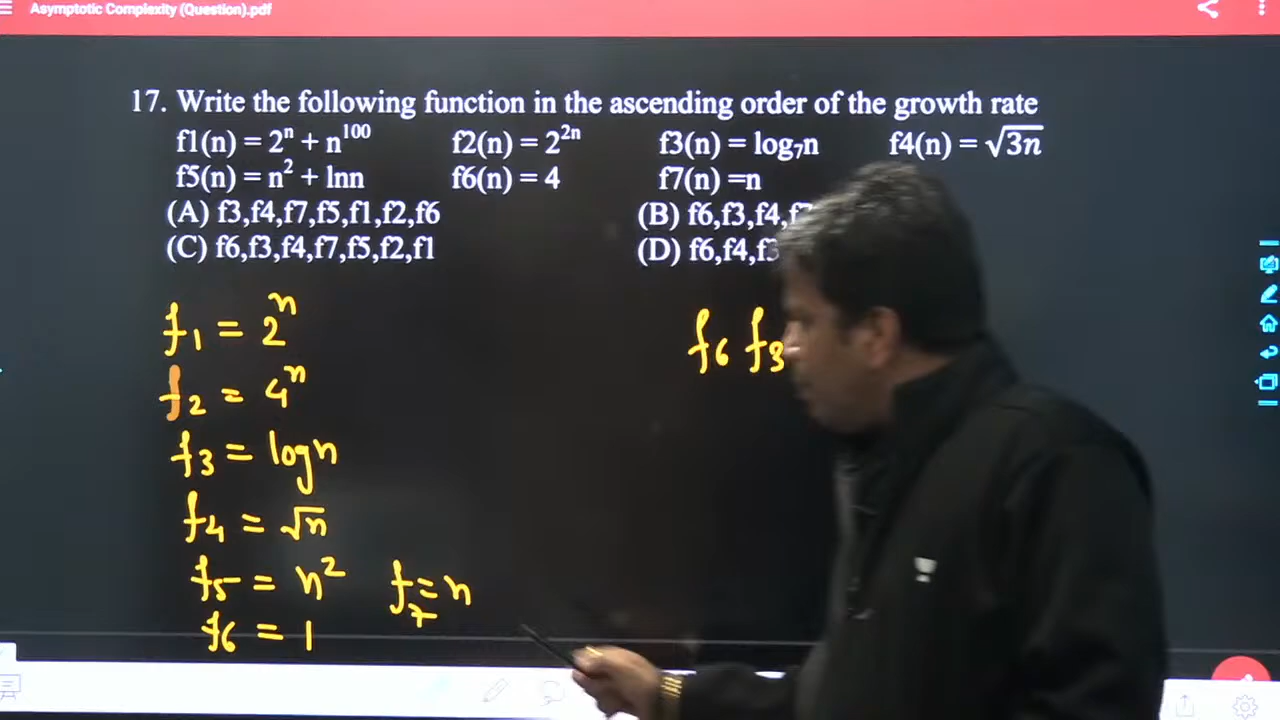 Asymptotic Complexity (Question).pdf
17. Write the following function in the ascending order of the growth rate
f1(n) = 2ⁿ + n¹⁰⁰ f2(n) = 2²ⁿ f3(n) = log₇n f4(n) = √3n
f5(n) = n² + lnn f6(n) = 4 f7(n) =n
(A) f3,f4,f7,f5,f1,f2,f6 (B) f6,f3,f4,
(C) f6,f3,f4,f7,f5,f2,f1 (D) f6,f4,f3
f₁ = 2ⁿ
f₂ = 4ⁿ
f₃ = logn
f₄ = √n
f₅ = n² f₇ = n
f₆ = 1
f₆ f₃